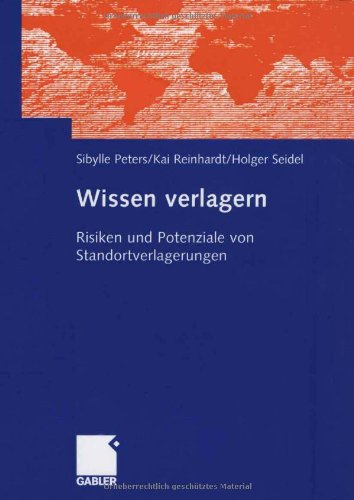 Urheberrechtlich geschütztes Material
Sibylle Peters/Kai Reinhardt/Holger Seidel
Wissen verlagern
Risiken und Potenziale von
Standortverlagerungen
GABLER
Urheberrechtlich geschütztes Material